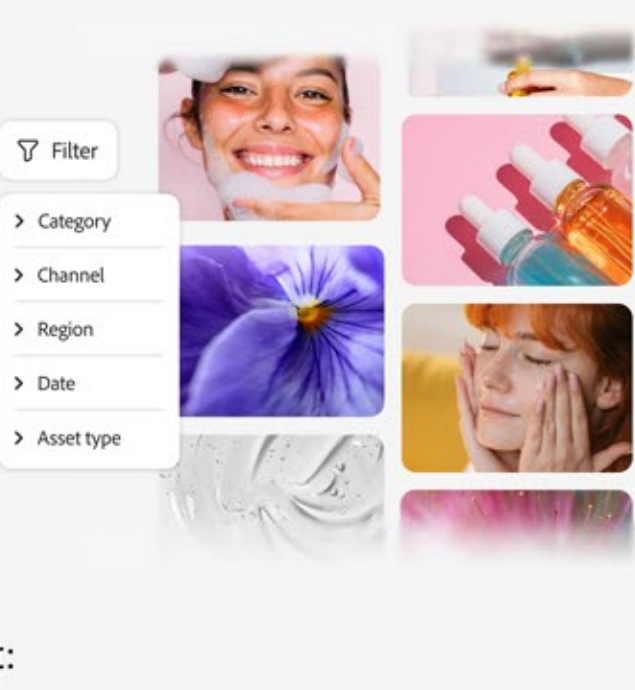 Filter
Category
Channel
Region
Date
Asset type
: